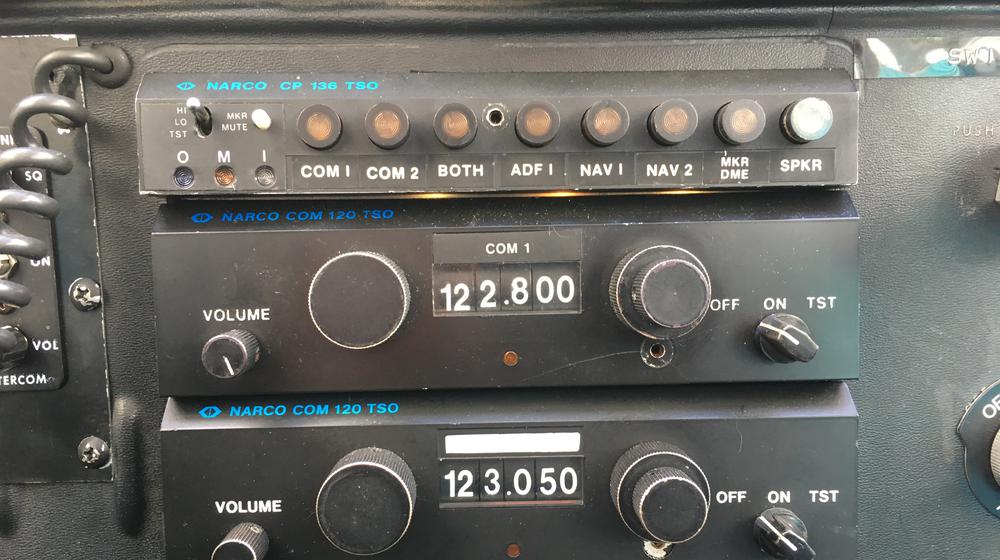 NARCO CP 136 TSO
HI
LO
TST
MKR
MUTE
O M I
COM 1 COM 2 BOTH ADF 1 NAV 1 NAV 2 MKR DME SPKR
SQ
ON
VOL
NARCO COM 120 TSO
COM 1
122.800
VOLUME
OFF ON TST
NARCO COM 120 TSO
123.050
VOLUME
OFF ON TST
PUSH